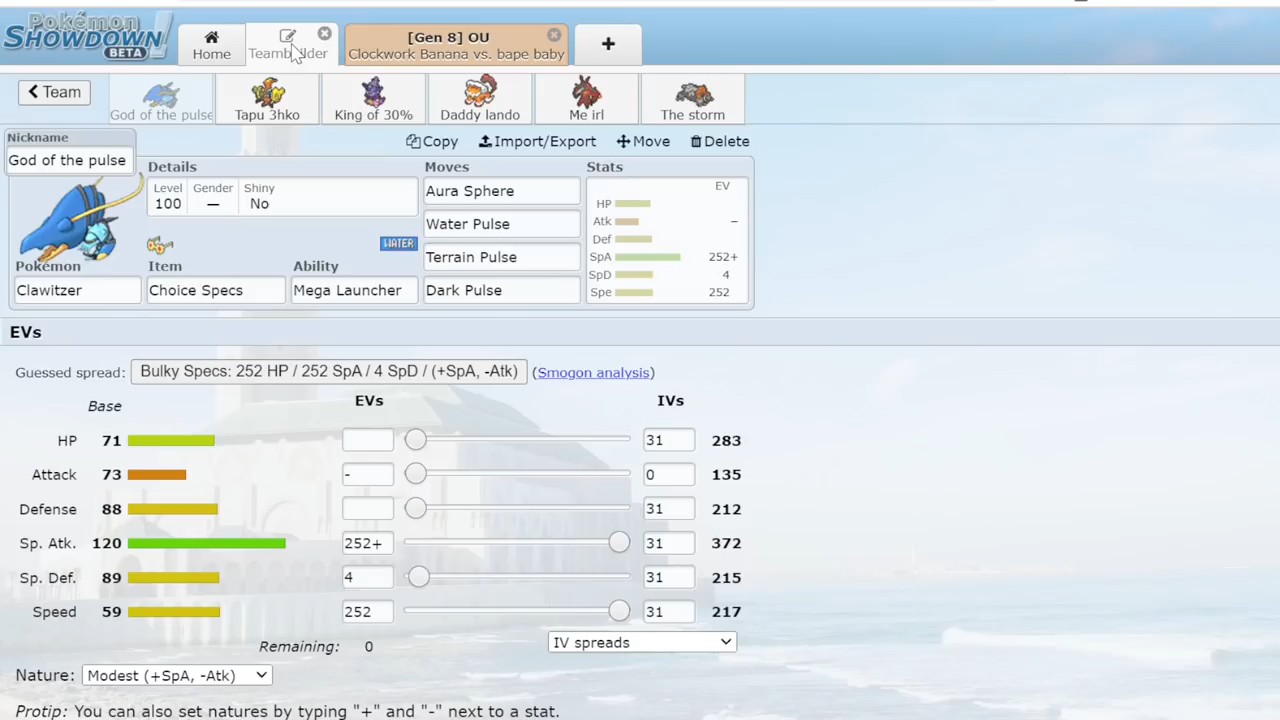 Pokémon
SHOWDOWN!
BETA
Home
Teambuilder
[Gen 8] OU
Clockwork Banana vs. bape baby
+
Team
God of the pulse
Tapu 3hko
King of 30%
Daddy lando
Me irl
The storm
Copy
Import/Export
Move
Delete
Nickname
God of the pulse
Details
Level
Gender
Shiny
100
—
No
WATER
Pokémon
Item
Ability
Clawitzer
Choice Specs
Mega Launcher
Moves
Aura Sphere
Water Pulse
Terrain Pulse
Dark Pulse
Stats
EV
HP
Atk –
Def
SpA 252+
SpD 4
Spe 252
EVs
Guessed spread: Bulky Specs: 252 HP / 252 SpA / 4 SpD / (+SpA, -Atk) (Smogon analysis)
Base EVs IVs
HP 71 31 283
Attack 73 - 0 135
Defense 88 31 212
Sp. Atk. 120 252+ 31 372
Sp. Def. 89 4 31 215
Speed 59 252 31 217
Remaining: 0 IV spreads
Nature: Modest (+SpA, -Atk)
Protip: You can also set natures by typing "+" and "-" next to a stat.